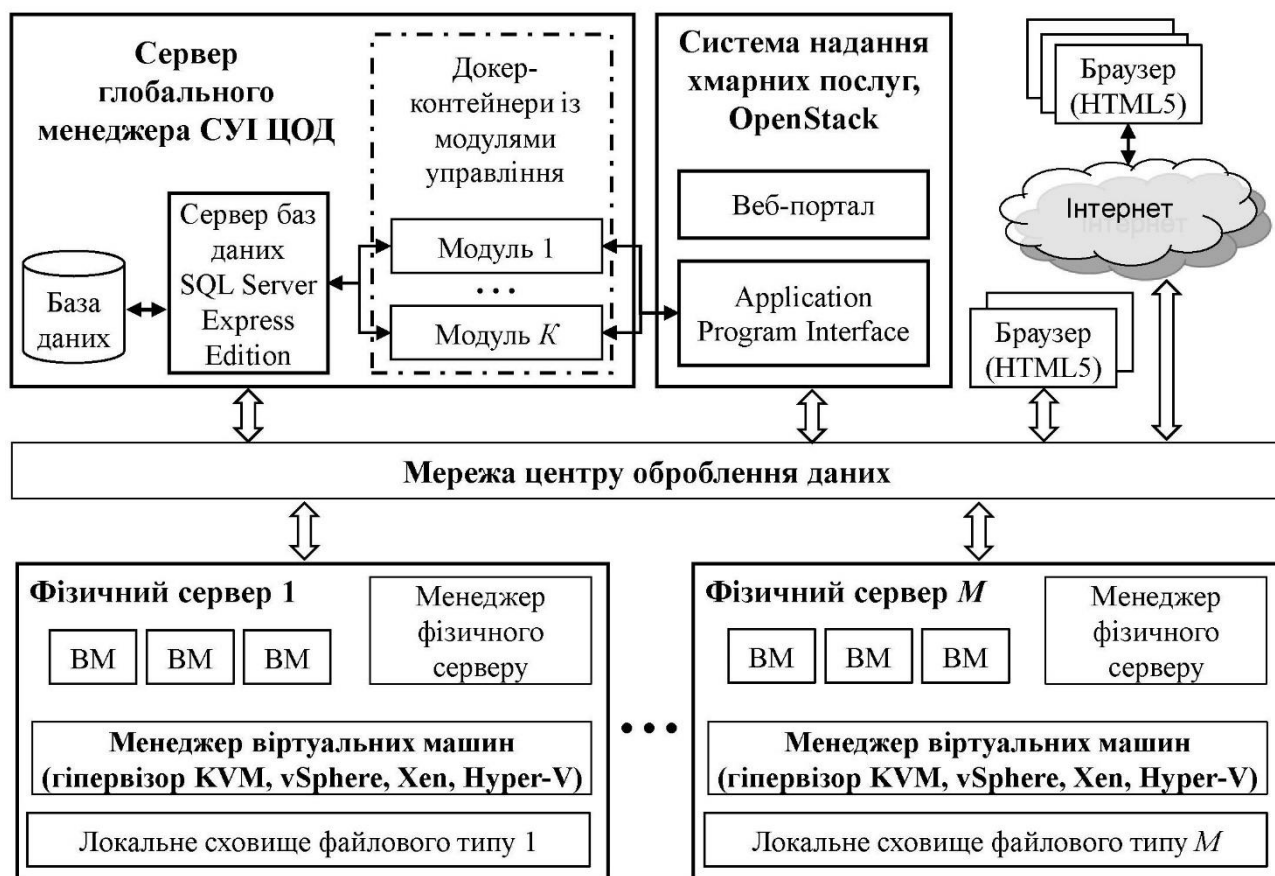 Сервер
глобального
менеджера СУІ ЦОД
Докер-
контейнери із
модулями
управління
База
даних
Сервер баз
даних
SQL Server
Express
Edition
Модуль 1
• • •
Модуль K
Система надання
хмарних послуг,
OpenStack
Веб-портал
Application
Program Interface
Браузер
(HTML5)
Інтернет
Інтернет
Браузер
(HTML5)
Мережа центру оброблення даних
Фізичний сервер 1
Менеджер
фізичного
серверу
ВМ ВМ ВМ
Менеджер віртуальних машин
(гіпервізор KVM, vSphere, Xen, Hyper-V)
Локальне сховище файлового типу 1
• • •
Фізичний сервер M
Менеджер
фізичного
серверу
ВМ ВМ ВМ
Менеджер віртуальних машин
(гіпервізор KVM, vSphere, Xen, Hyper-V)
Локальне сховище файлового типу M